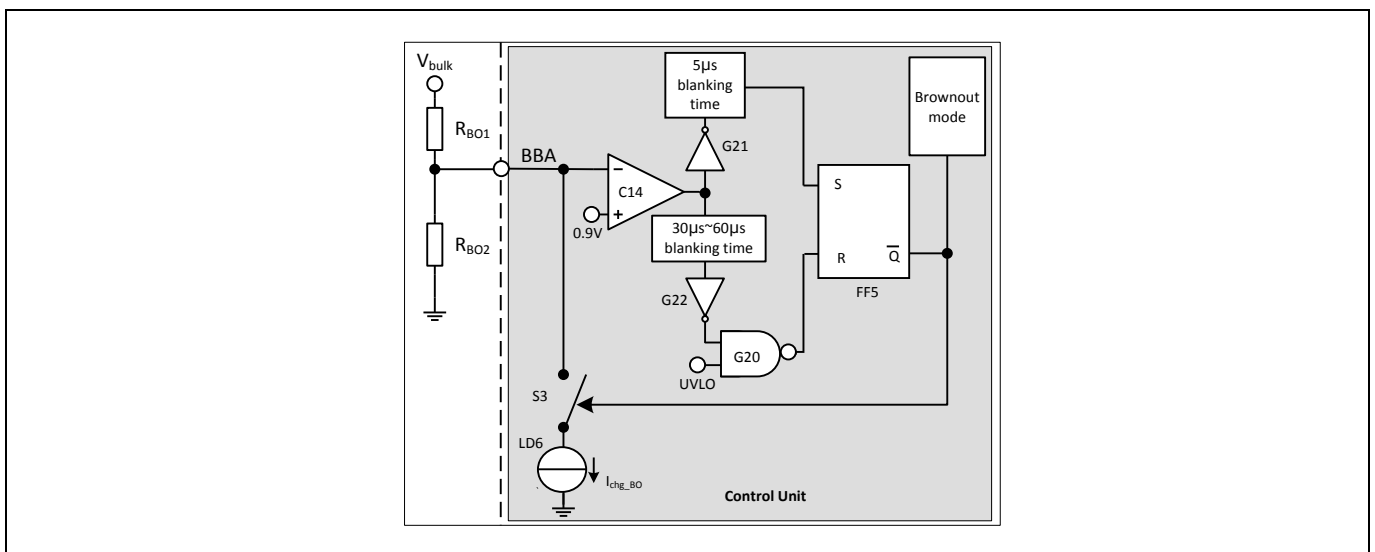 V_bulk
R_BO1
R_BO2
BBA
5µs
blanking
time
G21
C14
0.9V
30µs~60µs
blanking time
G22
G20
UVLO
S
R
Q̅
FF5
Brownout
mode
S3
LD6
I_chg_BO
Control Unit